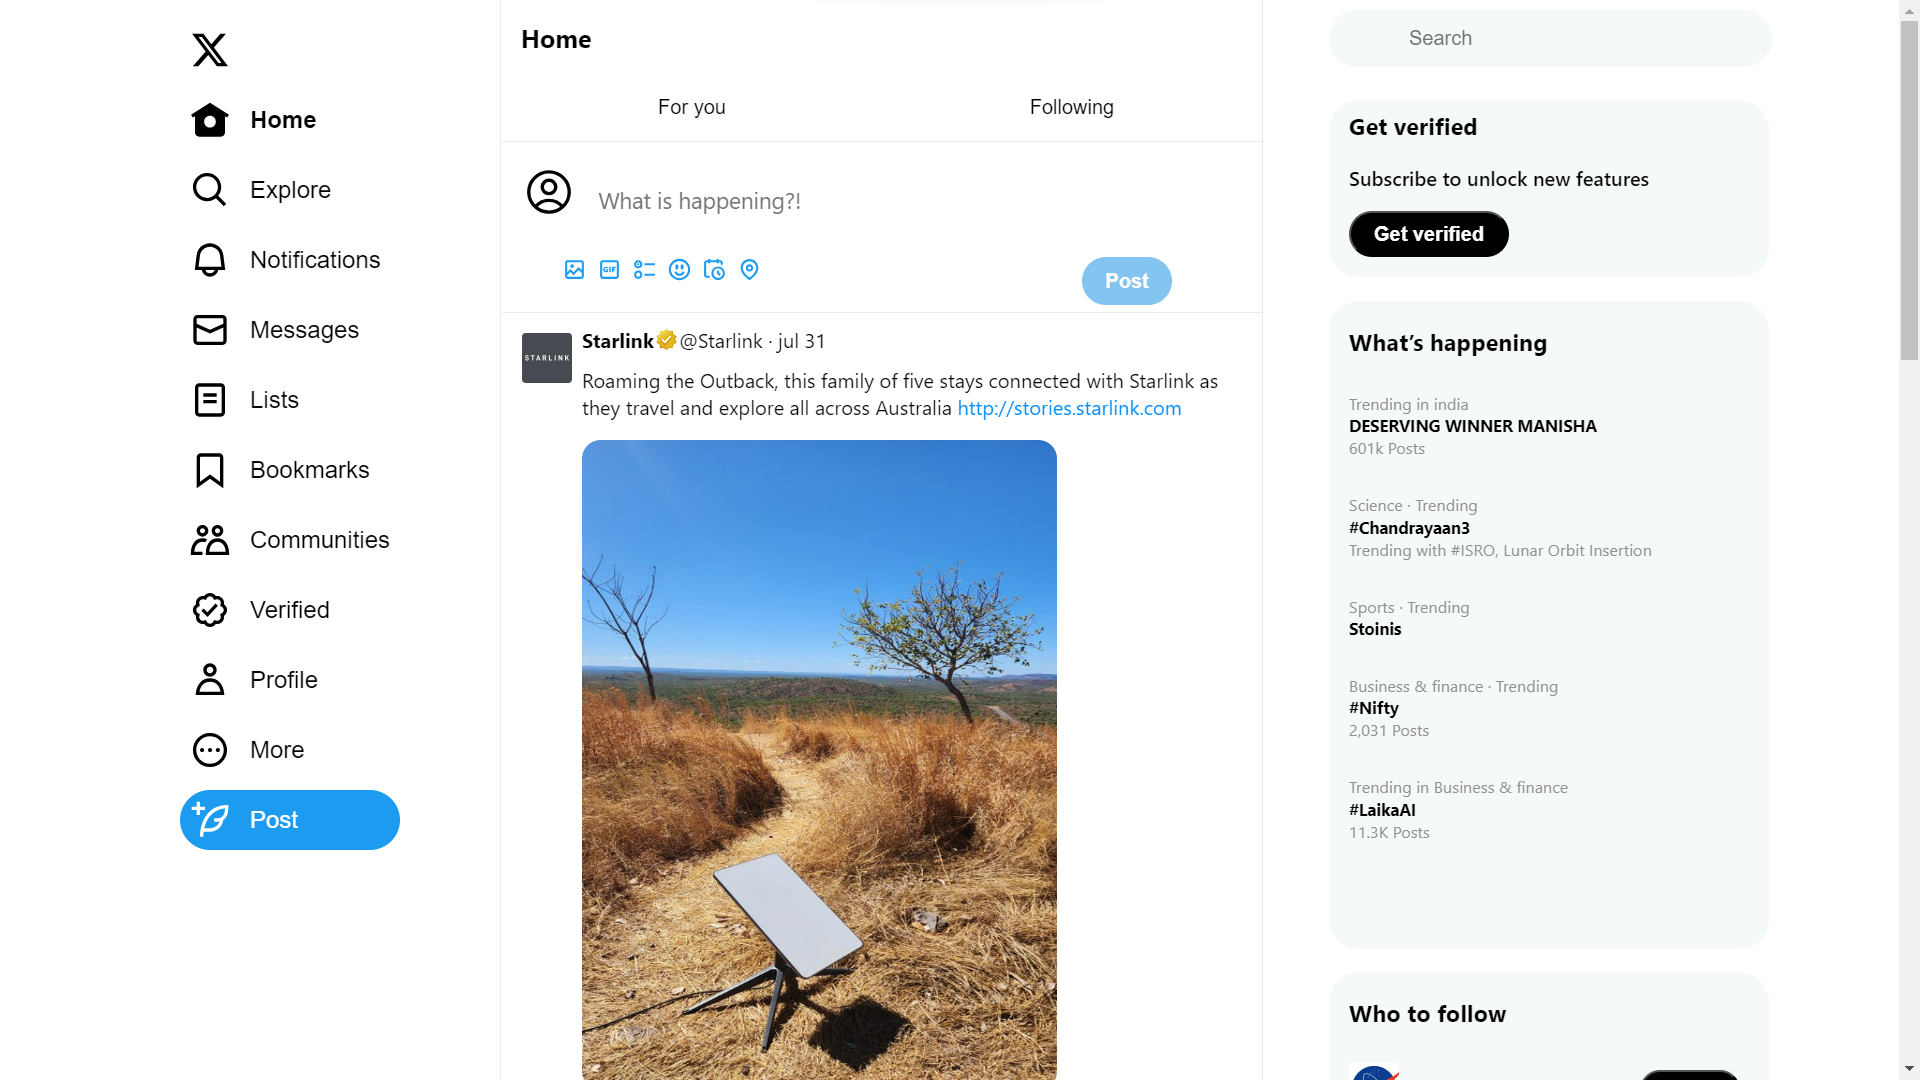 Home
Explore
Notifications
Messages
Lists
Bookmarks
Communities
Verified
Profile
More
Post
Home
For you
Following
What is happening?!
GIF
Post
STARLINK
Starlink @Starlink · jul 31
Roaming the Outback, this family of five stays connected with Starlink as
they travel and explore all across Australia http://stories.starlink.com
Search
Get verified
Subscribe to unlock new features
Get verified
What’s happening
Trending in india
DESERVING WINNER MANISHA
601k Posts
Science · Trending
#Chandrayaan3
Trending with #ISRO, Lunar Orbit Insertion
Sports · Trending
Stoinis
Business & finance · Trending
#Nifty
2,031 Posts
Trending in Business & finance
#LaikaAI
11.3K Posts
Who to follow